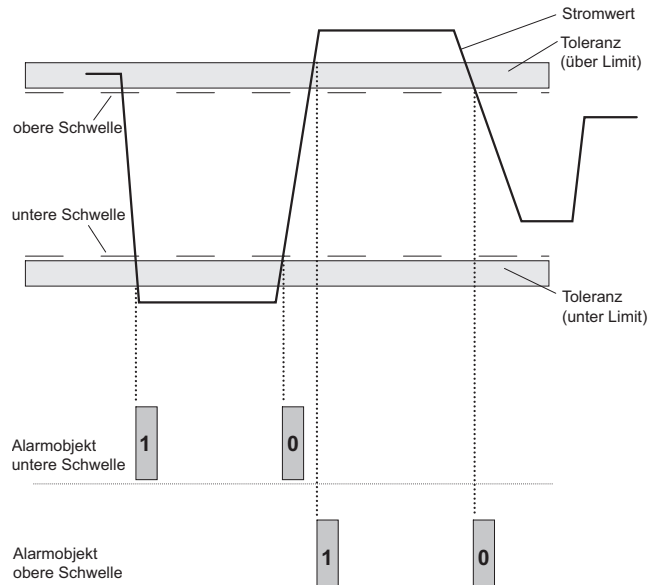 Stromwert
Toleranz
(über Limit)
obere Schwelle
untere Schwelle
Toleranz
(unter Limit)
1
0
Alarmobjekt
untere Schwelle
1
0
Alarmobjekt
obere Schwelle